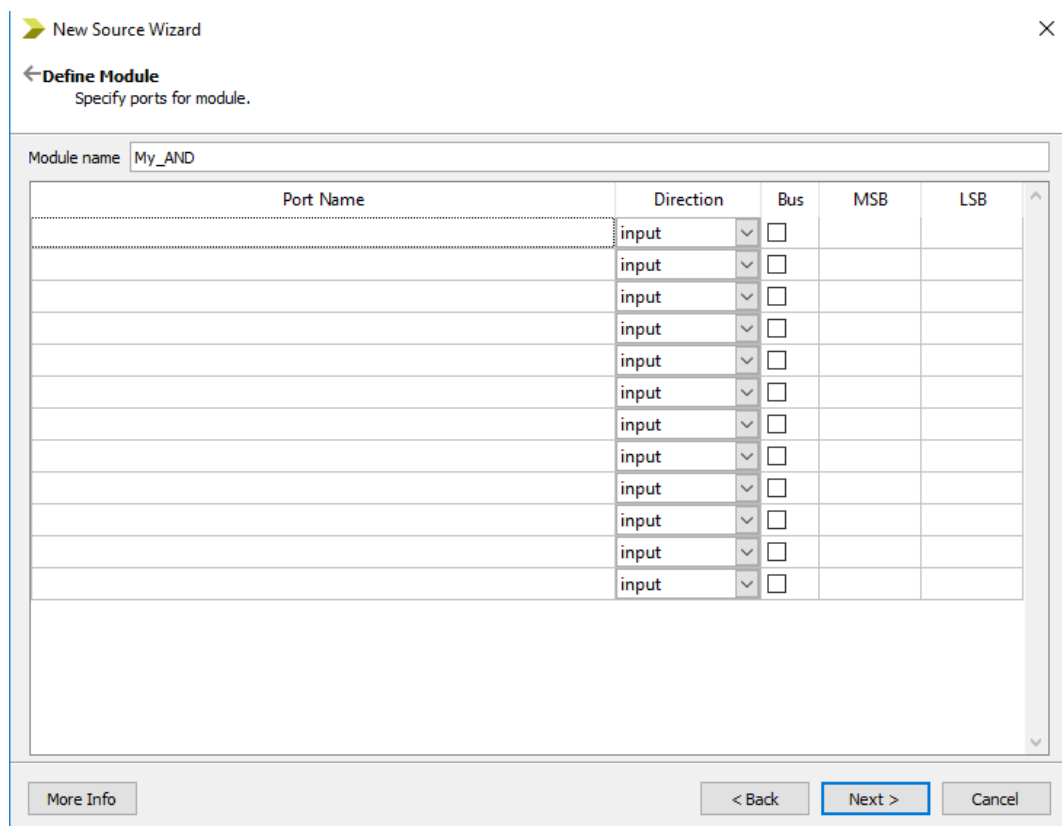 New Source Wizard
Define Module
Specify ports for module.
Module name My_AND
Port Name Direction Bus MSB LSB
input
input
input
input
input
input
input
input
input
input
input
input
More Info < Back Next > Cancel